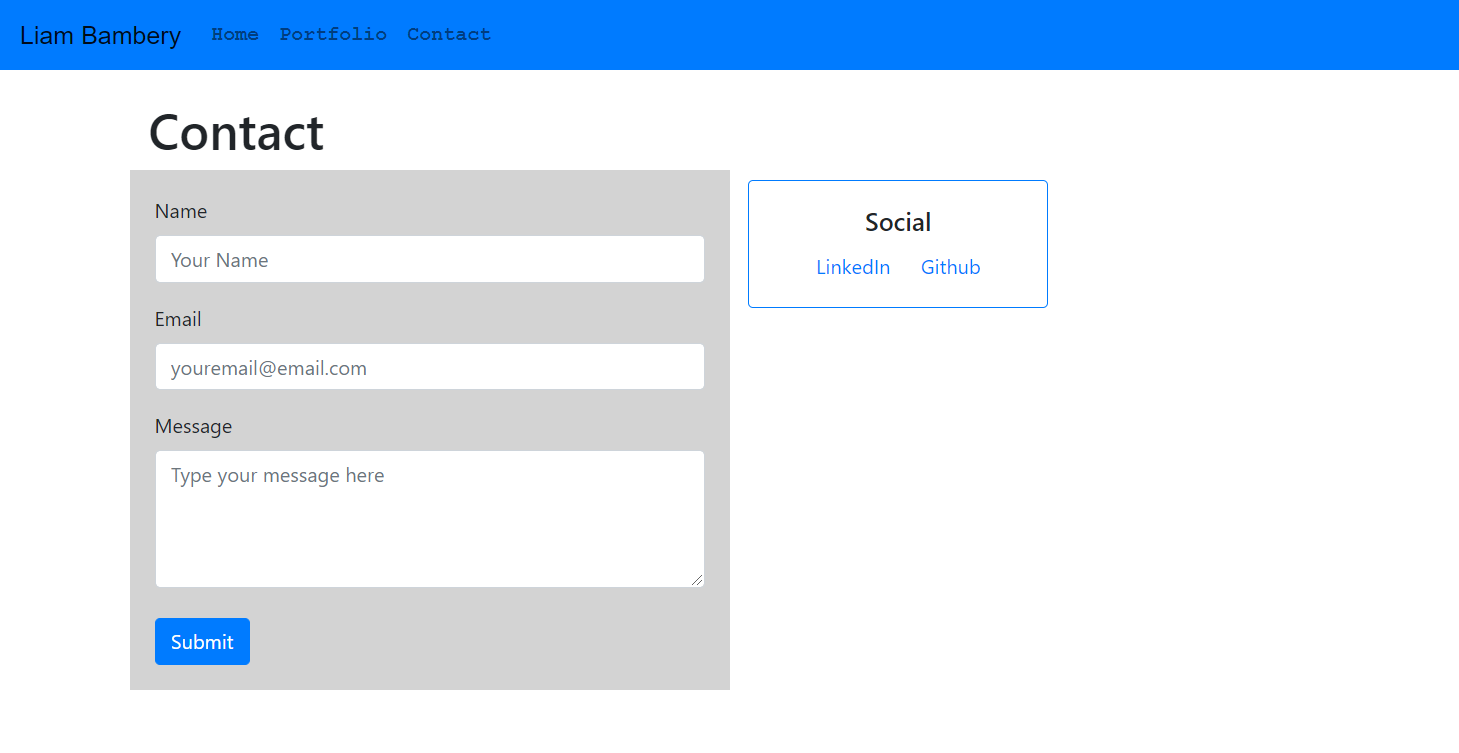 Liam Bambery Home Portfolio Contact
Contact
Name
Your Name
Email
youremail@email.com
Message
Type your message here
Submit
Social
LinkedIn Github